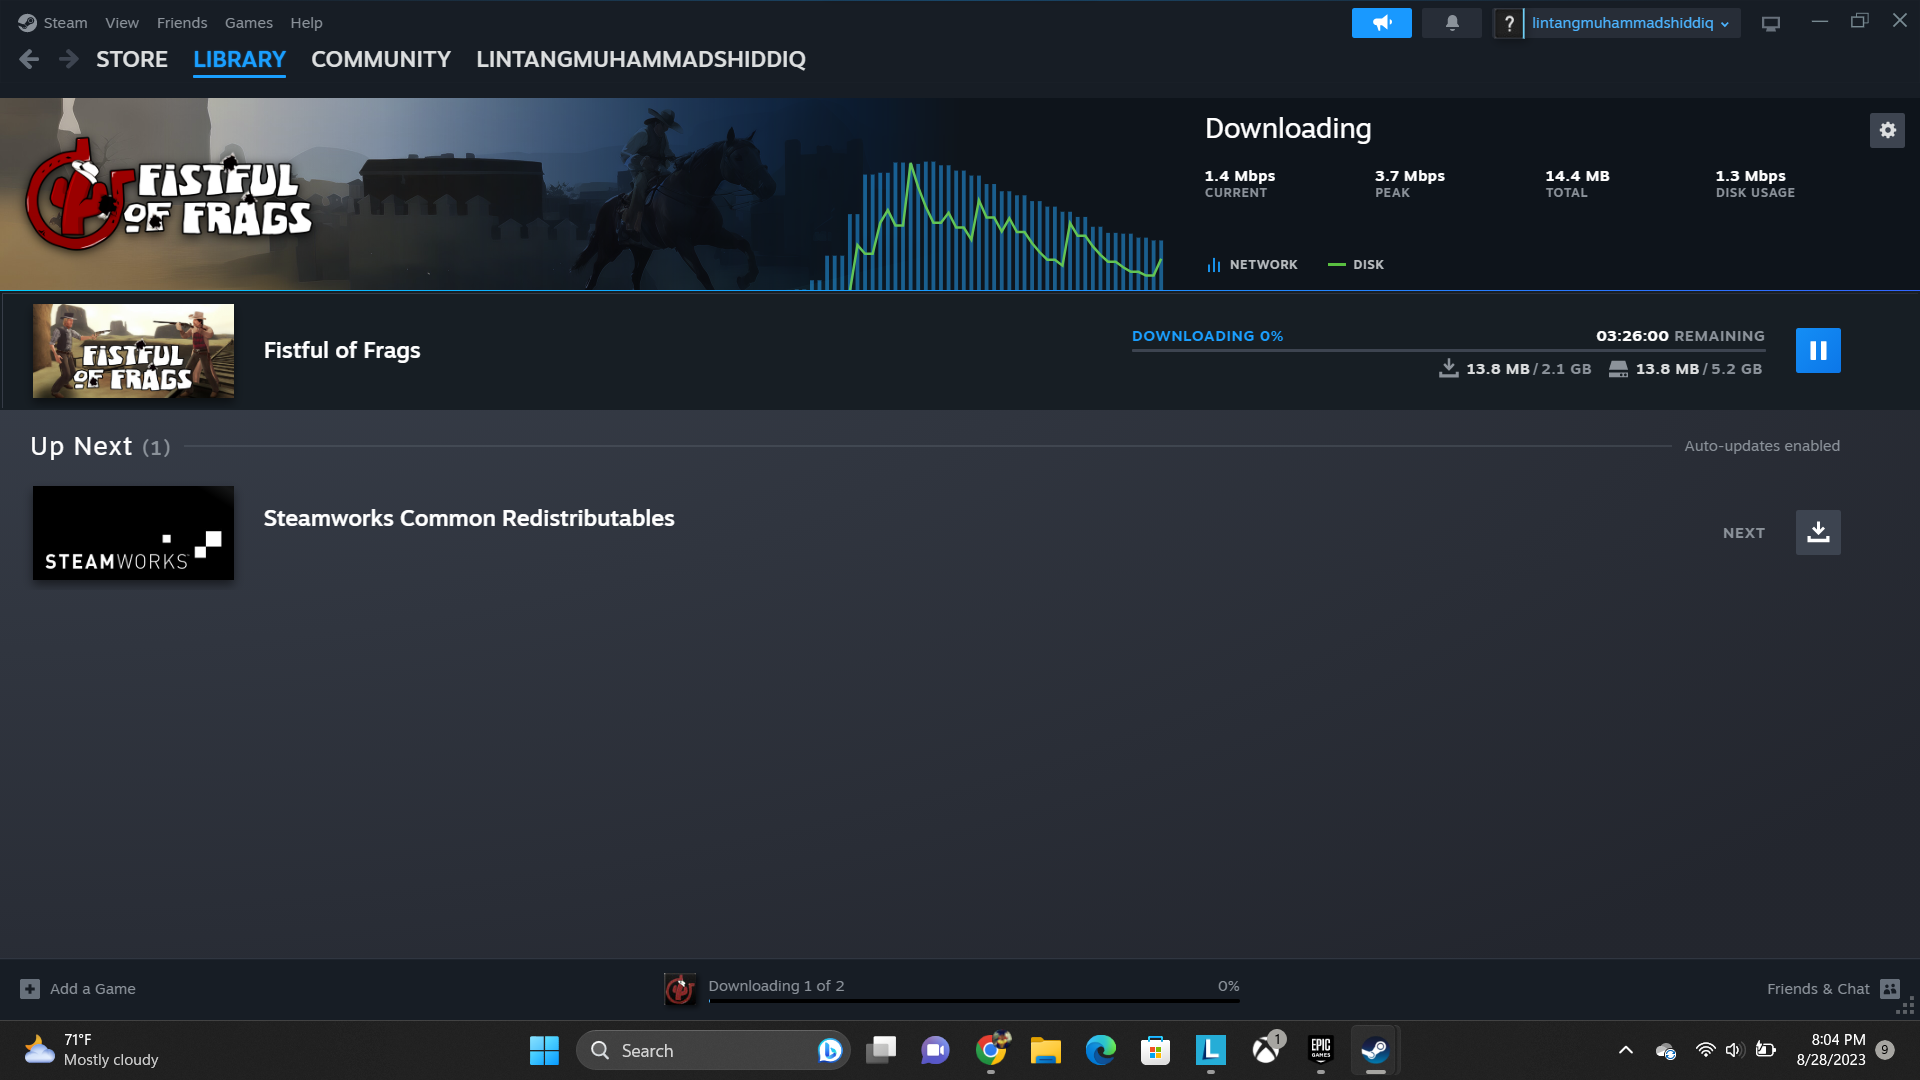 Steam View Friends Games Help
? lintangmuhammadshiddiq
STORE LIBRARY COMMUNITY LINTANGMUHAMMADSHIDDIQ
FISTFUL
OF FRAGS
Downloading
1.4 Mbps 3.7 Mbps 14.4 MB 1.3 Mbps
CURRENT PEAK TOTAL DISK USAGE
NETWORK DISK
FISTFUL
OF FRAGS
Fistful of Frags
DOWNLOADING 0% 03:26:00 REMAINING
13.8 MB / 2.1 GB 13.8 MB / 5.2 GB
Up Next (1) Auto-updates enabled
STEAMWORKS
Steamworks Common Redistributables
NEXT
Add a Game
Downloading 1 of 2 0%
Friends & Chat
71°F
Mostly cloudy
Search
L
1
EPIC
GAMES
8:04 PM
8/28/2023
9